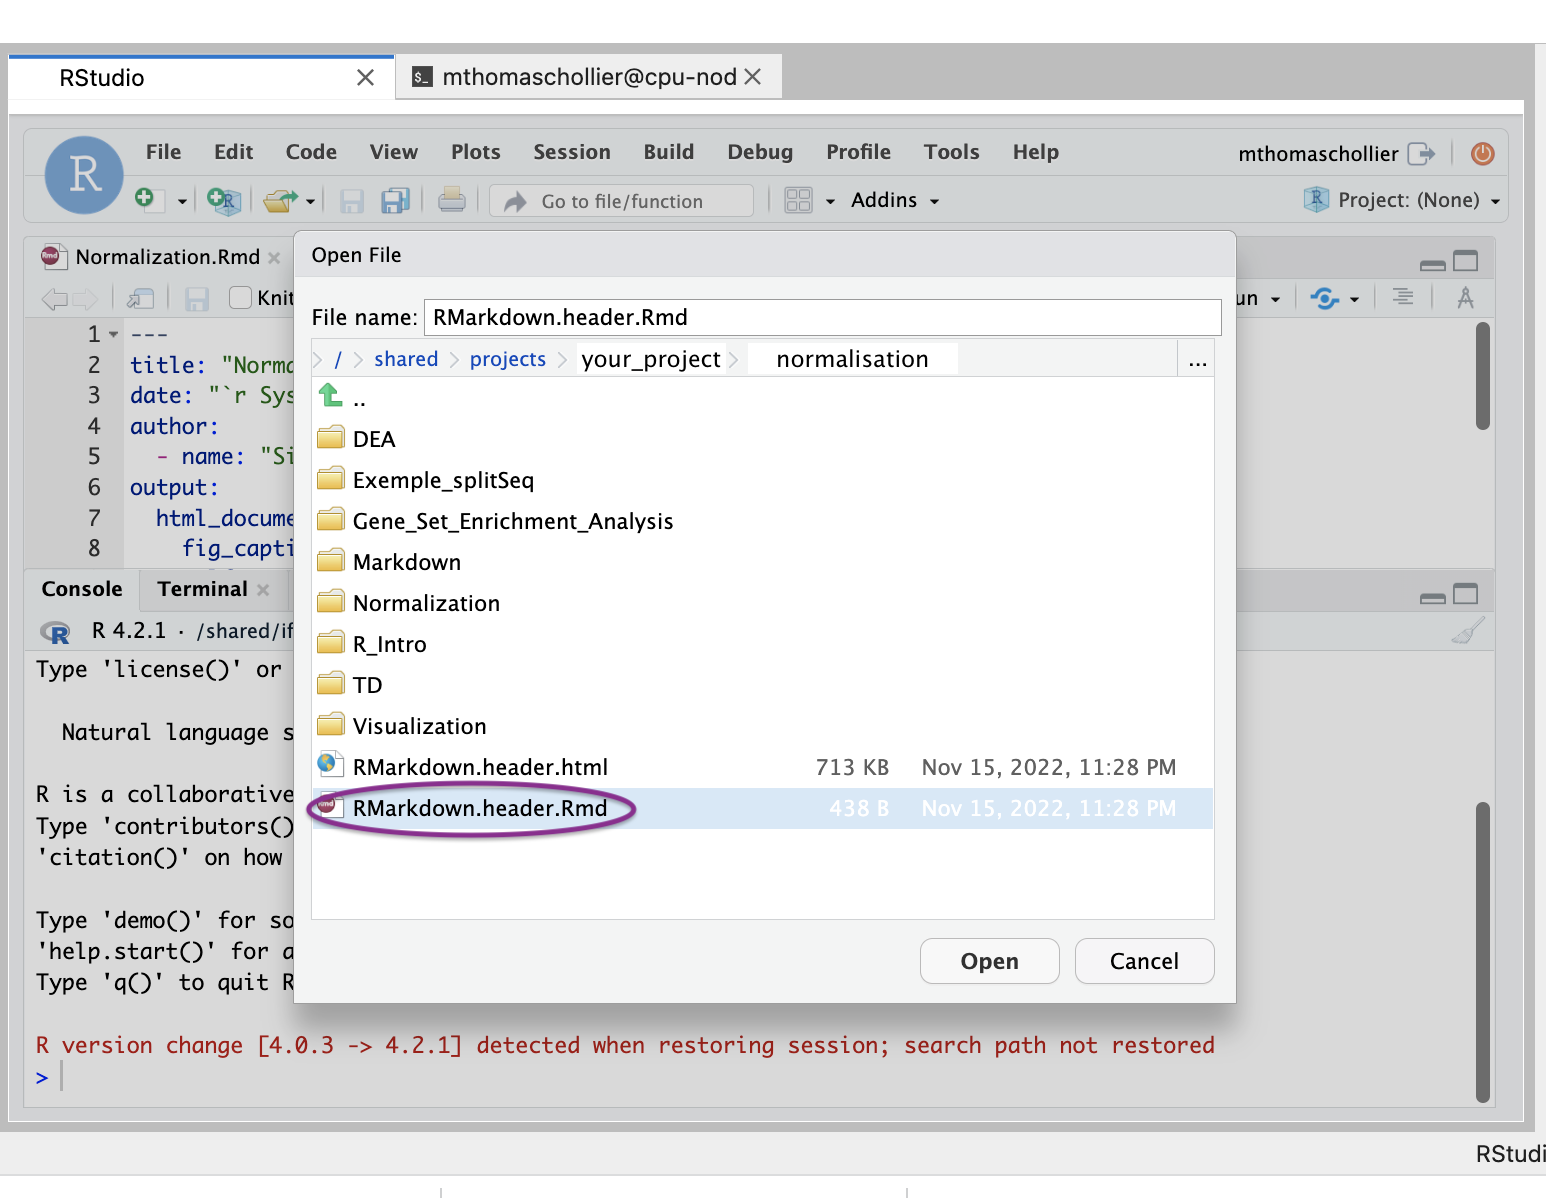 RStudio
mthomaschollier@cpu-nod
File Edit Code View Plots Session Build Debug Profile Tools Help
mthomaschollier
R
Go to file/function
Addins
Project: (None)
Normalization.Rmd
Knit
un
1 ---
2 title: "Norma
3 date: "`r Sys
4 author:
5 - name: "Si
6 output:
7 html_docume
8 fig_capti
Console Terminal
R 4.2.1 · /shared/if
Type 'license()' or
Natural language s
R is a collaborative
Type 'contributors()
'citation()' on how
Type 'demo()' for so
'help.start()' for a
Type 'q()' to quit R
R version change [4.0.3 -> 4.2.1] detected when restoring session; search path not restored
>
Open File
File name: RMarkdown.header.Rmd
/ shared projects your_project normalisation ...
..
DEA
Exemple_splitSeq
Gene_Set_Enrichment_Analysis
Markdown
Normalization
R_Intro
TD
Visualization
RMarkdown.header.html 713 KB Nov 15, 2022, 11:28 PM
RMarkdown.header.Rmd 438 B Nov 15, 2022, 11:28 PM
Open Cancel
RStudi